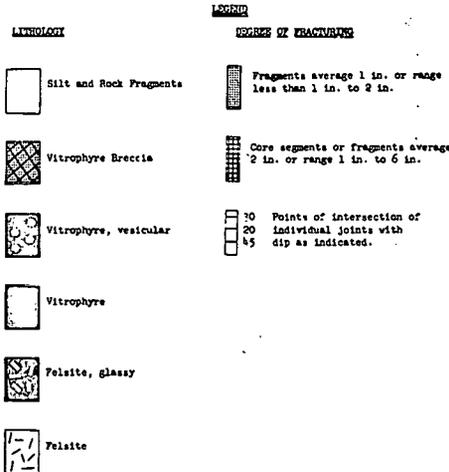 LEGEND
LITHOLOGY
DEGREE OF FRACTURING
Silt and Rock Fragments
Fragments average 1 in. or range
less than 1 in. to 2 in.
Vitrophyre Breccia
Core segments or fragments average
2 in. or range 1 in. to 6 in.
Vitrophyre, vesicular
30 Points of intersection of
20 individual joints with
45 dip as indicated.
Vitrophyre
Felsite, glassy
Felsite